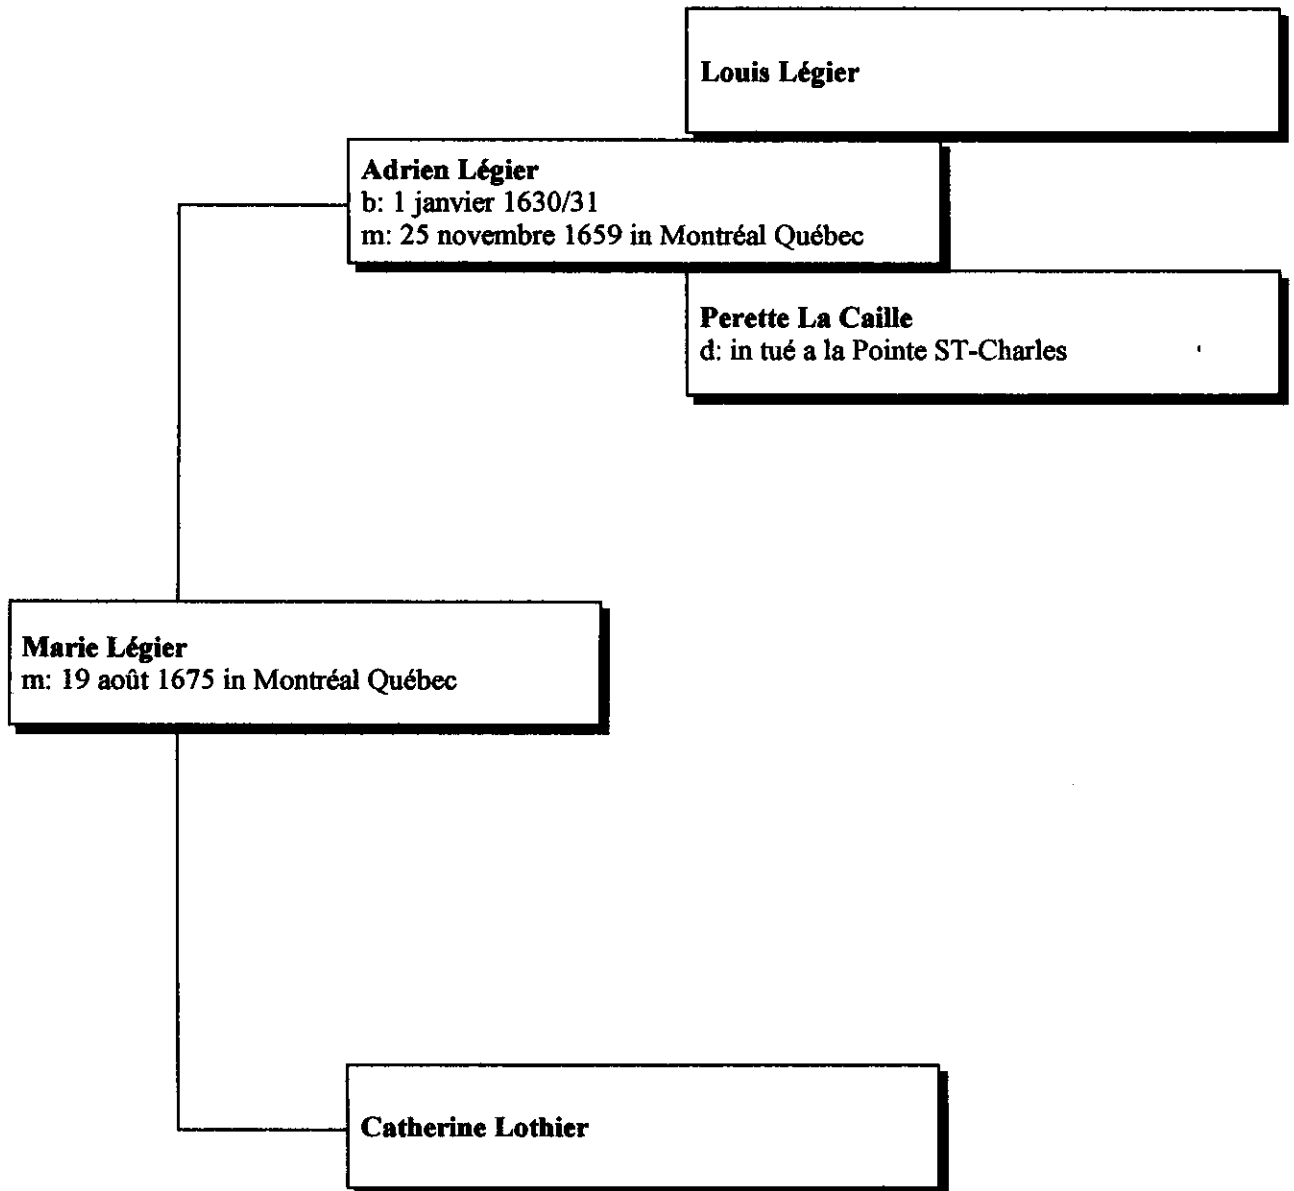 Louis Légier
Adrien Légier
b: 1 janvier 1630/31
m: 25 novembre 1659 in Montréal Québec
Perette La Caille
d: in tué a la Pointe ST-Charles
Marie Légier
m: 19 août 1675 in Montréal Québec
Catherine Lothier